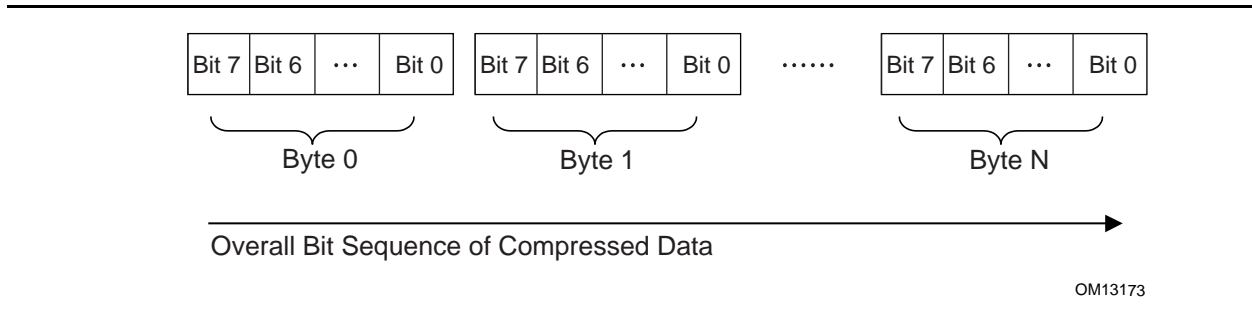 Bit 7 Bit 6 ... Bit 0 Bit 7 Bit 6 ... Bit 0 ...... Bit 7 Bit 6 ... Bit 0
Byte 0 Byte 1 Byte N
Overall Bit Sequence of Compressed Data
OM13173